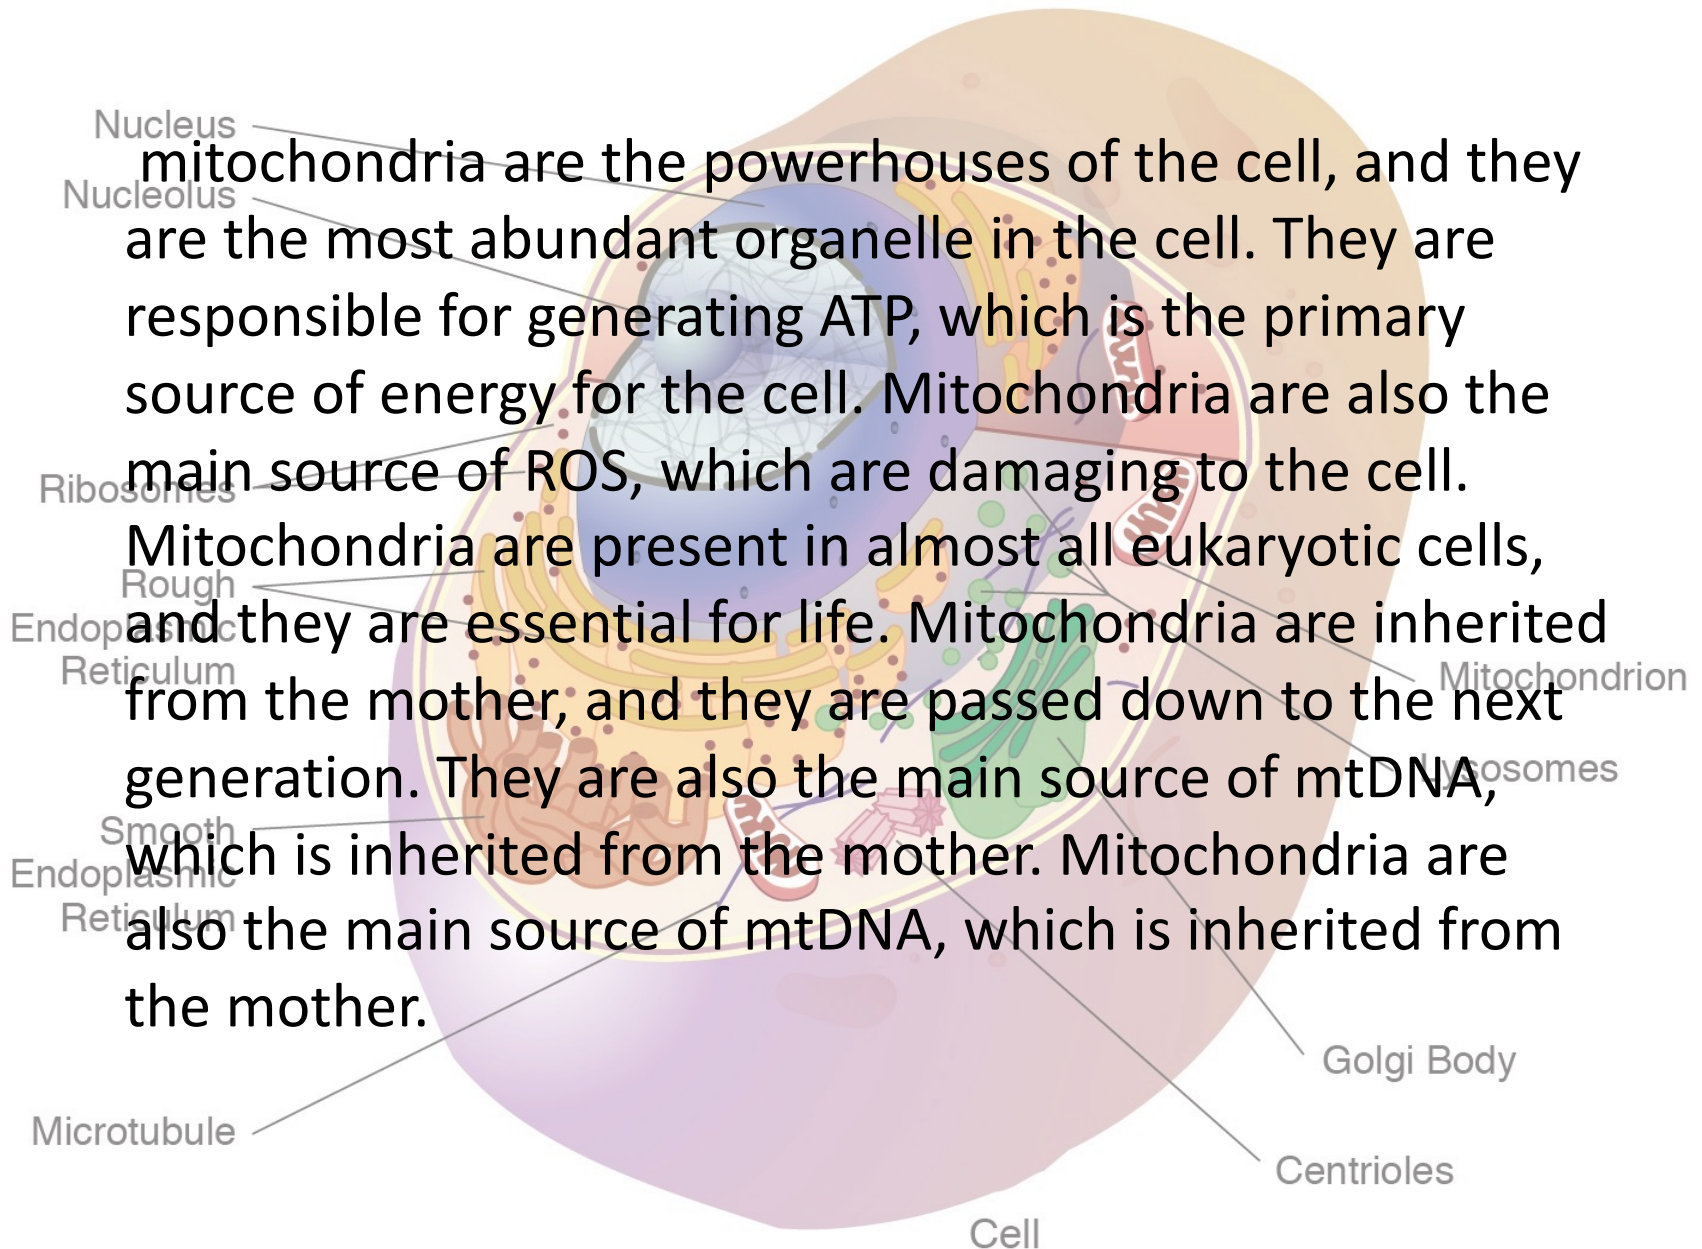 Nucleus
Nucleolus
mitochondria are the powerhouses of the cell, and they
are the most abundant organelle in the cell. They are
responsible for generating ATP, which is the primary
source of energy for the cell. Mitochondria are also the
main source of ROS, which are damaging to the cell.
Mitochondria are present in almost all eukaryotic cells,
and they are essential for life. Mitochondria are inherited
from the mother, and they are passed down to the next
generation. They are also the main source of mtDNA,
which is inherited from the mother. Mitochondria are
also the main source of mtDNA, which is inherited from
the mother.
Ribosomes
Rough
Endoplasmic
Reticulum
Smooth
Endoplasmic
Reticulum
Microtubule
Mitochondrion
Lysosomes
Golgi Body
Centrioles
Cell